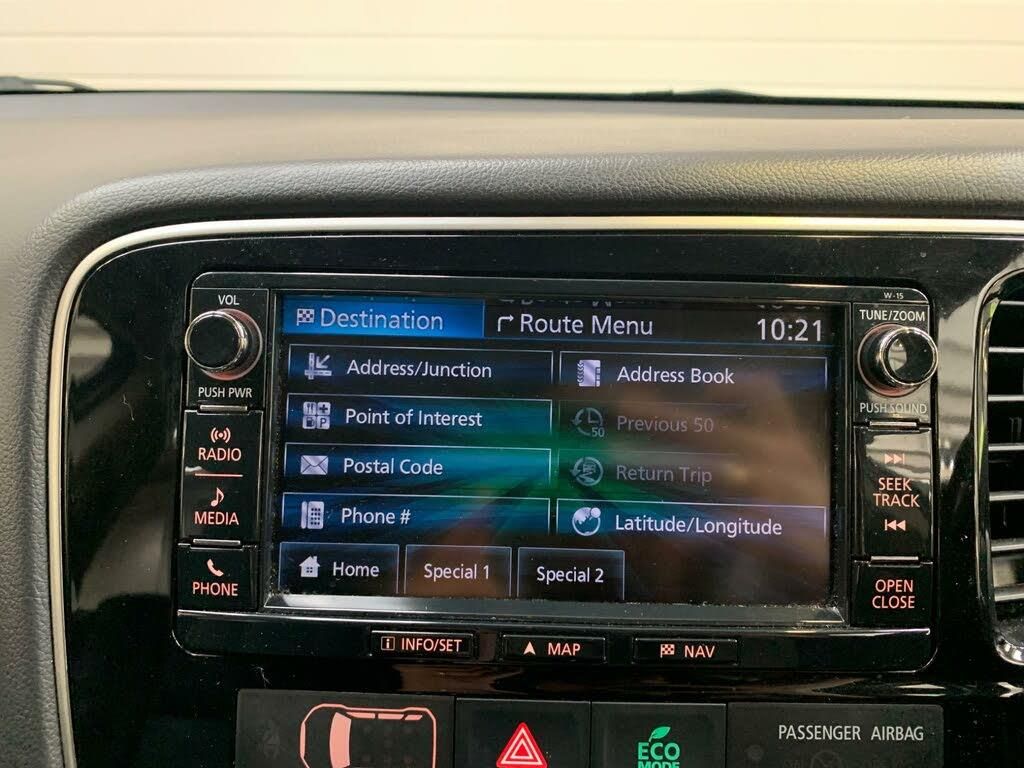 W-15
VOL
PUSH PWR
RADIO
MEDIA
PHONE
Destination
Route Menu
10:21
Address/Junction
Address Book
Point of Interest
Previous 50
50
Postal Code
Return Trip
Phone #
Latitude/Longitude
Home
Special 1
Special 2
TUNE/ZOOM
PUSH SOUND
SEEK
TRACK
OPEN
CLOSE
INFO/SET
MAP
NAV
ECO
MODE
PASSENGER AIRBAG